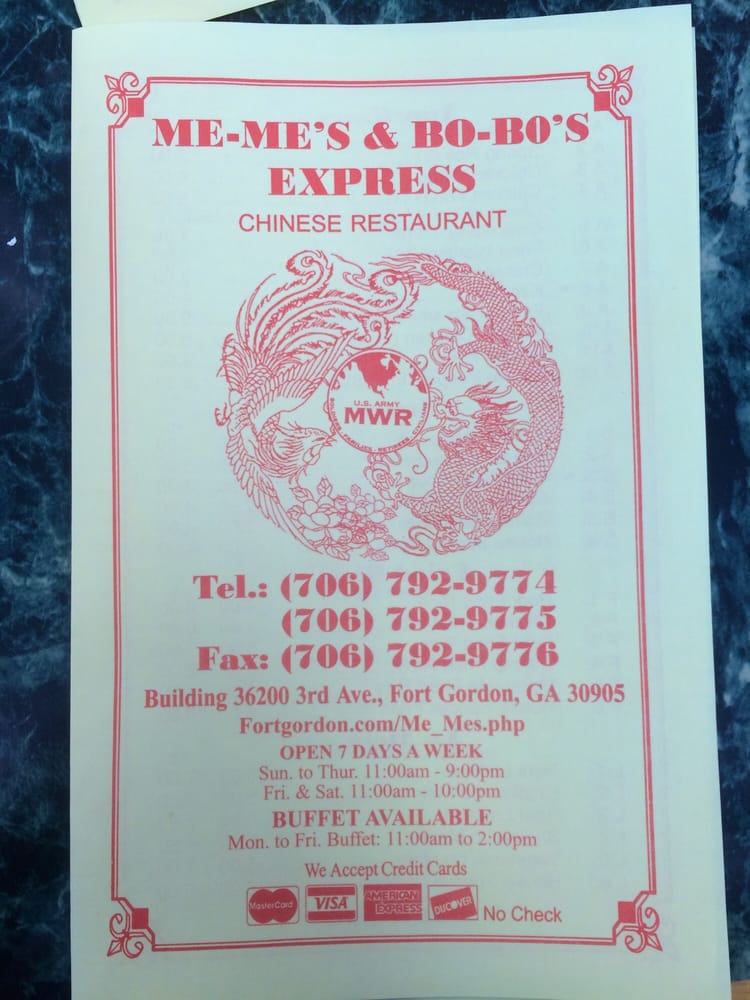 ME-ME'S & BO-BO'S
EXPRESS
CHINESE RESTAURANT
U.S. ARMY
MWR
FAMILIES • RETIREES
Tel.: (706) 792-9774
(706) 792-9775
Fax: (706) 792-9776
Building 36200 3rd Ave., Fort Gordon, GA 30905
Fortgordon.com/Me_Mes.php
OPEN 7 DAYS A WEEK
Sun. to Thur. 11:00am - 9:00pm
Fri. & Sat. 11:00am - 10:00pm
BUFFET AVAILABLE
Mon. to Fri. Buffet: 11:00am to 2:00pm
We Accept Credit Cards
MasterCard VISA AMERICAN EXPRESS DISCOVER No Check